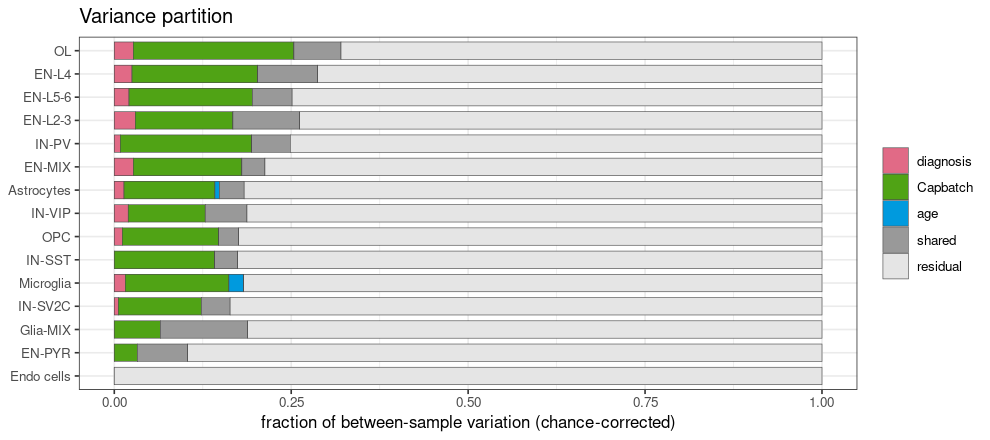 Variance partition
OL
EN-L4
EN-L5-6
EN-L2-3
IN-PV
EN-MIX
Astrocytes
IN-VIP
OPC
IN-SST
Microglia
IN-SV2C
Glia-MIX
EN-PYR
Endo cells
0.00 0.25 0.50 0.75 1.00
fraction of between-sample variation (chance-corrected)
diagnosis
Capbatch
age
shared
residual